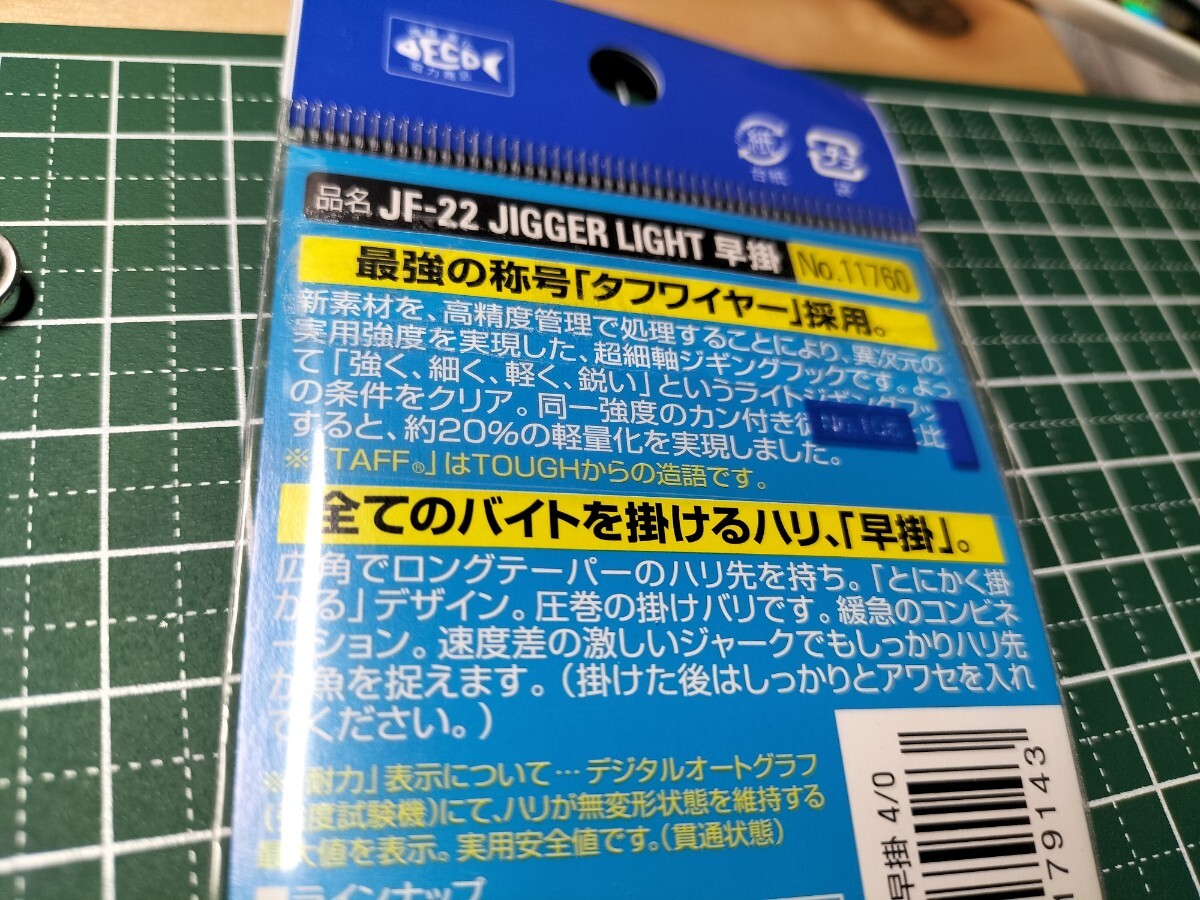 DECOY
紙
台紙
プラ
袋
品名 JF-22 JIGGER LIGHT 早掛 No.11760
最強の称号「タフワイヤー」採用。
新素材を、高精度管理で処理することにより、異次元の
実用強度を実現した、超細軸ジギングフックです。よっ
て「強く、細く、軽く、鋭い」というライトジギングフック
の条件をクリア。同一強度のカン付き
すると、約20%の軽量化を実現しました。
※「TAFF®」はTOUGHからの造語です。
全てのバイトを掛けるハリ、「早掛」。
広角でロングテーパーのハリ先を持ち。「とにかく掛
かる」デザイン。圧巻の掛けバリです。緩急のコンビネ
ーション。速度差の激しいジャークでもしっかりハリ先
が魚を捉えます。(掛けた後はしっかりとアワセを入れ
てください。)
※「耐力」表示について…デジタルオートグラフ
(強度試験機)にて、ハリが無変形状態を維持する
最大値を表示。実用安全値です。(貫通状態)
■ラインナップ
早掛 4/0
179143